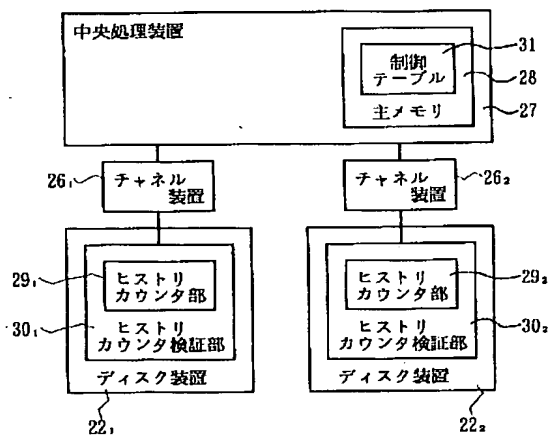 中央処理装置
31
制御
テーブル
28
主メモリ
27
26₁
チャネル
装置
チャネル
装置
26₂
29₁
ヒストリ
カウンタ部
ヒストリ
カウンタ部
29₂
30₁
ヒストリ
カウンタ検証部
ヒストリ
カウンタ検証部
30₂
ディスク装置
ディスク装置
22₁
22₂